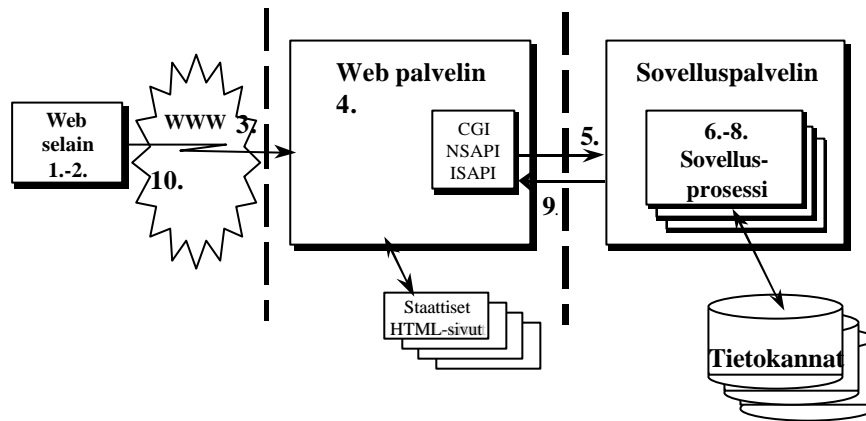 Web
selain
1.-2.
WWW
3.
10.
Web palvelin
4.
CGI
NSAPI
ISAPI
5.
9.
Sovelluspalvelin
6.-8.
Sovellus-
prosessi
Staattiset
HTML-sivut
Tietokannat